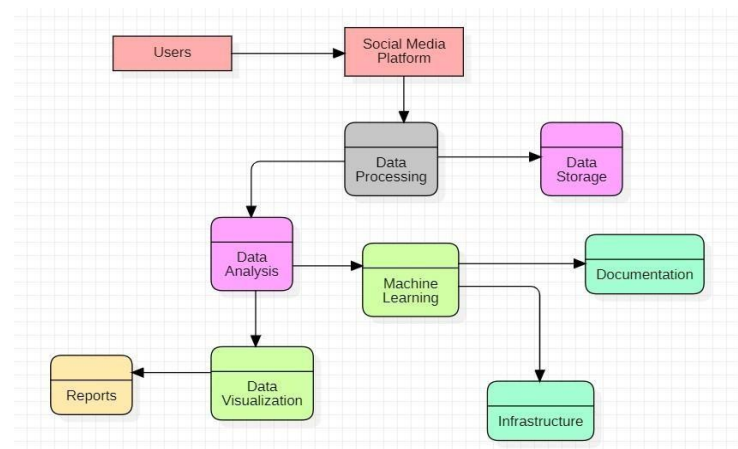 Users
Social Media
Platform
Data
Processing
Data
Storage
Data
Analysis
Machine
Learning
Documentation
Data
Visualization
Reports
Infrastructure